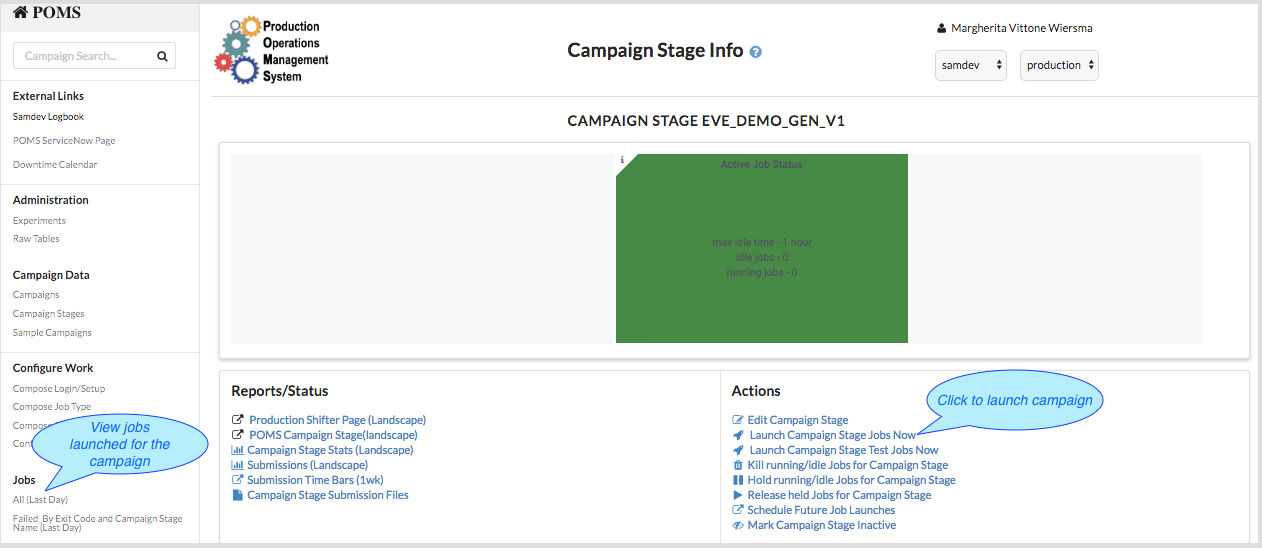 POMS
Campaign Search...
External Links
Samdev Logbook
POMS ServiceNow Page
Downtime Calendar
Administration
Experiments
Raw Tables
Campaign Data
Campaigns
Campaign Stages
Sample Campaigns
Configure Work
Compose Login/Setup
Compose Job Type
View jobs
launched for the
campaign
Jobs
All (Last Day)
Failed_By Exit Code and Campaign Stage
Name (Last Day)
Production
Operations
Management
System
Campaign Stage Info ?
Margherita Vittone Wiersma
samdev
production
CAMPAIGN STAGE EVE_DEMO_GEN_V1
i
Active Job Status
max idle time - 1 hour
idle jobs - 0
running jobs - 0
Reports/Status
Production Shifter Page (Landscape)
POMS Campaign Stage(landscape)
Campaign Stage Stats (Landscape)
Submissions (Landscape)
Submission Time Bars (1wk)
Campaign Stage Submission Files
Actions
Click to launch campaign
Edit Campaign Stage
Launch Campaign Stage Jobs Now
Launch Campaign Stage Test Jobs Now
Kill running/idle Jobs for Campaign Stage
Hold running/idle Jobs for Campaign Stage
Release held Jobs for Campaign Stage
Schedule Future Job Launches
Mark Campaign Stage Inactive